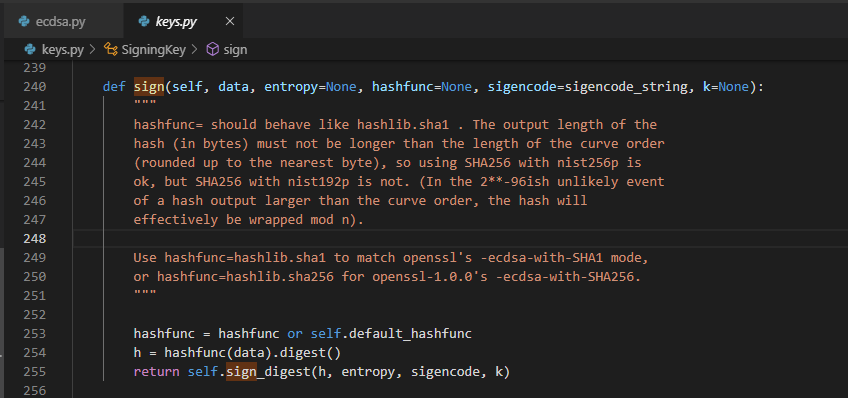 ecdsa.py keys.py ×
keys.py > SigningKey > sign
239
240 def sign(self, data, entropy=None, hashfunc=None, sigencode=sigencode_string, k=None):
241 """
242 hashfunc= should behave like hashlib.sha1 . The output length of the
243 hash (in bytes) must not be longer than the length of the curve order
244 (rounded up to the nearest byte), so using SHA256 with nist256p is
245 ok, but SHA256 with nist192p is not. (In the 2**-96ish unlikely event
246 of a hash output larger than the curve order, the hash will
247 effectively be wrapped mod n).
248
249 Use hashfunc=hashlib.sha1 to match openssl's -ecdsa-with-SHA1 mode,
250 or hashfunc=hashlib.sha256 for openssl-1.0.0's -ecdsa-with-SHA256.
251 """
252
253 hashfunc = hashfunc or self.default_hashfunc
254 h = hashfunc(data).digest()
255 return self.sign_digest(h, entropy, sigencode, k)
256